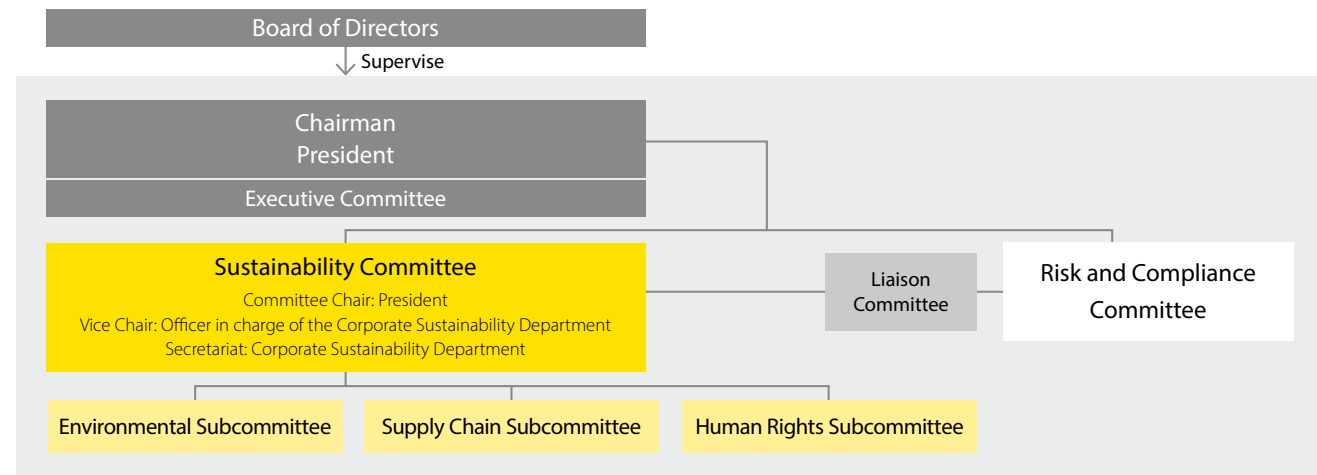 Board of Directors
Supervise
Chairman
President
Executive Committee
Sustainability Committee
Committee Chair: President
Vice Chair: Officer in charge of the Corporate Sustainability Department
Secretariat: Corporate Sustainability Department
Liaison
Committee
Risk and Compliance
Committee
Environmental Subcommittee
Supply Chain Subcommittee
Human Rights Subcommittee